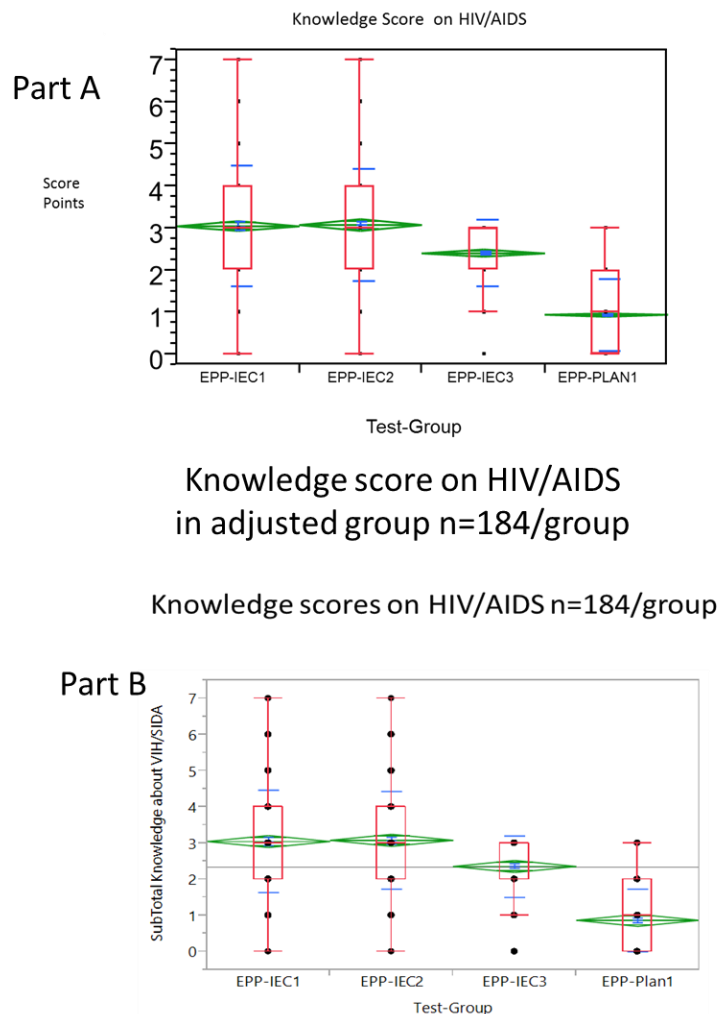 Knowledge Score on HIV/AIDS
Part A
Score
Points
7
6
5
4
3
2
1
0
EPP-IEC1 EPP-IEC2 EPP-IEC3 EPP-PLAN1
Test-Group
Knowledge score on HIV/AIDS
in adjusted group n=184/group
Knowledge scores on HIV/AIDS n=184/group
Part B
SubTotal Knowledge about VIH/SIDA
7
6
5
4
3
2
1
0
EPP-IEC1 EPP-IEC2 EPP-IEC3 EPP-Plan1
Test-Group